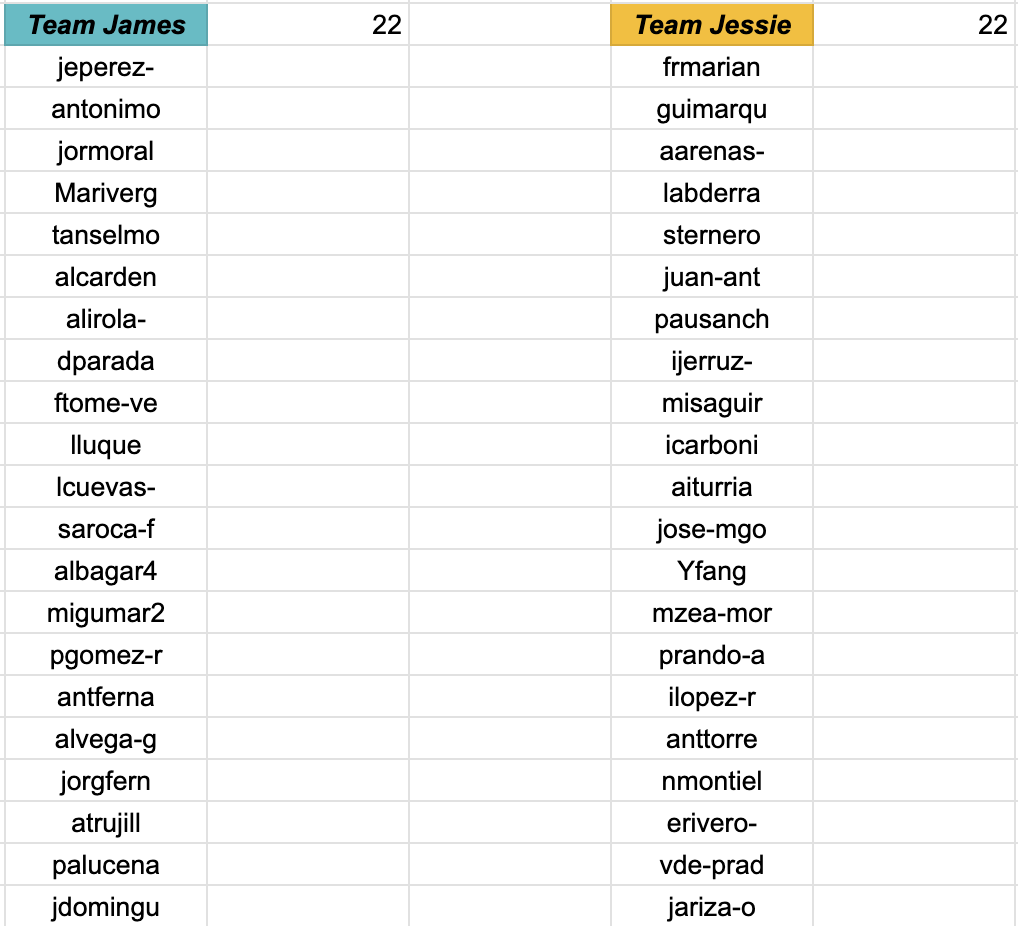 Team James 22 Team Jessie 22
jeperez- frmarian
antonimo guimarqu
jormoral aarenas-
Mariverg labderra
tanselmo sternero
alcarden juan-ant
alirola- pausanch
dparada ijerruz-
ftome-ve misaguir
lluque icarboni
lcuevas- aiturria
saroca-f jose-mgo
albagar4 Yfang
migumar2 mzea-mor
pgomez-r prando-a
antferna ilopez-r
alvega-g anttorre
jorgfern nmontiel
atrujill erivero-
palucena vde-prad
jdomingu jariza-o